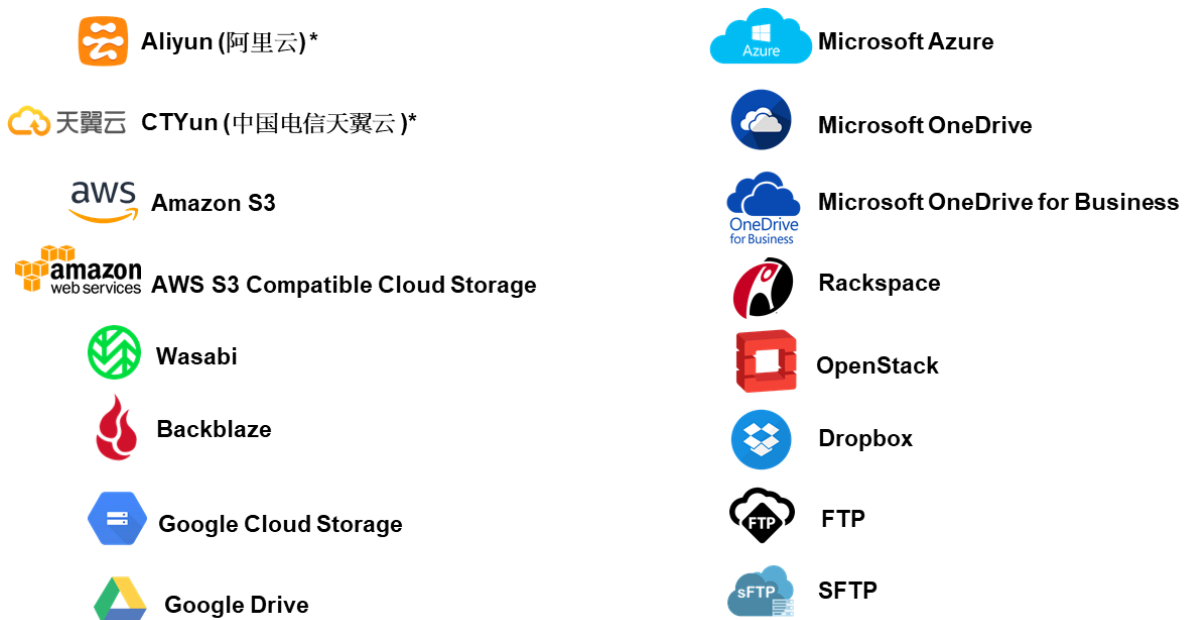 Aliyun (阿里云) *
天翼云 CTYun (中国电信天翼云 )*
aws Amazon S3
amazon
web services AWS S3 Compatible Cloud Storage
Wasabi
Backblaze
Google Cloud Storage
Google Drive
Azure Microsoft Azure
Microsoft OneDrive
Microsoft OneDrive for Business
OneDrive
for Business
Rackspace
OpenStack
Dropbox
FTP FTP
sFTP SFTP